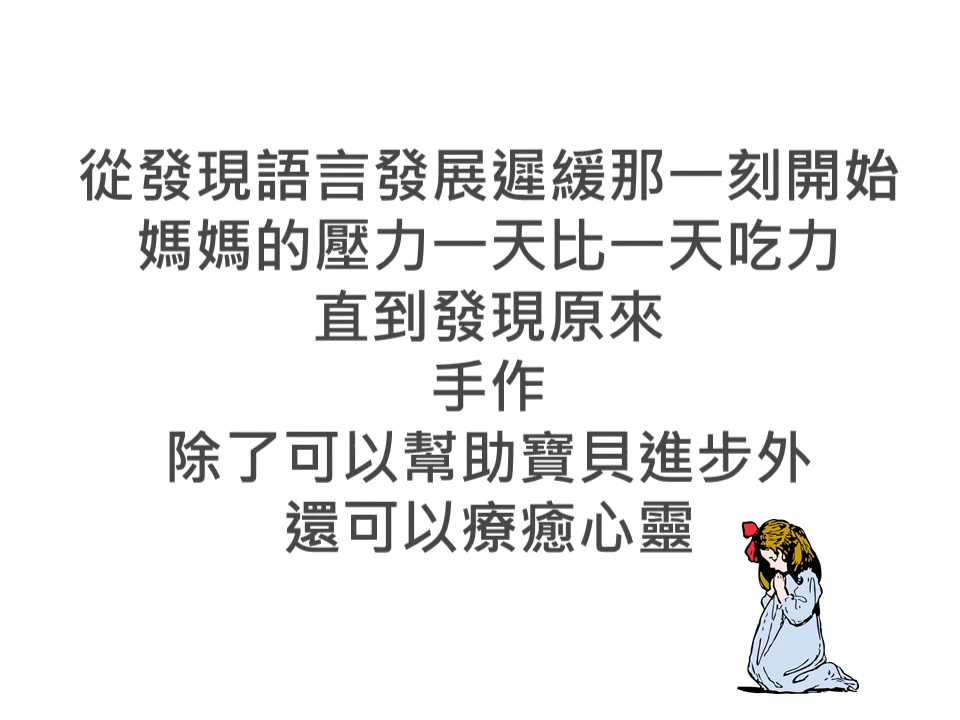 從發現語言發展遲緩那一刻開始
媽媽的壓力一天比一天吃力
直到發現原來
手作
除了可以幫助寶貝進步外
還可以療癒心靈